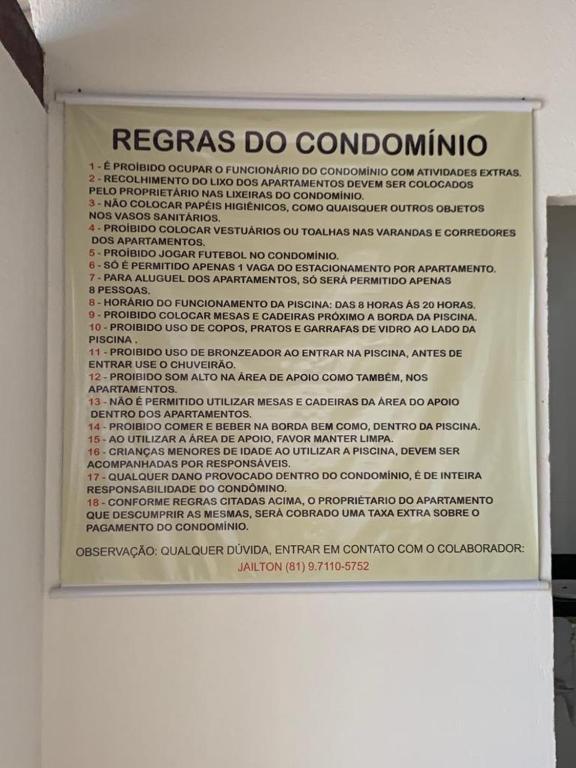 REGRAS DO CONDOMÍNIO
1 - É PROÍBIDO OCUPAR O FUNCIONÁRIO DO CONDOMÍNIO COM ATIVIDADES EXTRAS.
2 - RECOLHIMENTO DO LIXO DOS APARTAMENTOS DEVEM SER COLOCADOS
PELO PROPRIETÁRIO NAS LIXEIRAS DO CONDOMÍNIO.
3 - NÃO COLOCAR PAPÉIS HIGIÊNICOS, COMO QUAISQUER OUTROS OBJETOS
NOS VASOS SANITÁRIOS.
4 - PROÍBIDO COLOCAR VESTUÁRIOS OU TOALHAS NAS VARANDAS E CORREDORES
DOS APARTAMENTOS.
5 - PROÍBIDO JOGAR FUTEBOL NO CONDOMÍNIO.
6 - SÓ É PERMITIDO APENAS 1 VAGA DO ESTACIONAMENTO POR APARTAMENTO.
7 - PARA ALUGUEL DOS APARTAMENTOS, SÓ SERÁ PERMITIDO APENAS
8 PESSOAS.
8 - HORÁRIO DO FUNCIONAMENTO DA PISCINA: DAS 8 HORAS ÁS 20 HORAS.
9 - PROIBIDO COLOCAR MESAS E CADEIRAS PRÓXIMO A BORDA DA PISCINA.
10 - PROIBIDO USO DE COPOS, PRATOS E GARRAFAS DE VIDRO AO LADO DA
PISCINA .
11 - PROIBIDO USO DE BRONZEADOR AO ENTRAR NA PISCINA, ANTES DE
ENTRAR USE O CHUVEIRÃO.
12 - PROIBIDO SOM ALTO NA ÁREA DE APOIO COMO TAMBÉM, NOS
APARTAMENTOS.
13 - NÃO É PERMITIDO UTILIZAR MESAS E CADEIRAS DA ÁREA DO APOIO
DENTRO DOS APARTAMENTOS.
14 - PROIBIDO COMER E BEBER NA BORDA BEM COMO, DENTRO DA PISCINA.
15 - AO UTILIZAR A ÁREA DE APOIO, FAVOR MANTER LIMPA.
16 - CRIANÇAS MENORES DE IDADE AO UTILIZAR A PISCINA, DEVEM SER
ACOMPANHADAS POR RESPONSÁVEIS.
17 - QUALQUER DANO PROVOCADO DENTRO DO CONDOMÍNIO, É DE INTEIRA
RESPONSABILIDADE DO CONDÔMINO.
18 - CONFORME REGRAS CITADAS ACIMA, O PROPRIÉTARIO DO APARTAMENTO
QUE DESCUMPRIR AS MESMAS, SERÁ COBRADO UMA TAXA EXTRA SOBRE O
PAGAMENTO DO CONDOMÍNIO.
OBSERVAÇÃO: QUALQUER DÚVIDA, ENTRAR EM CONTATO COM O COLABORADOR:
JAILTON (81) 9.7110-5752